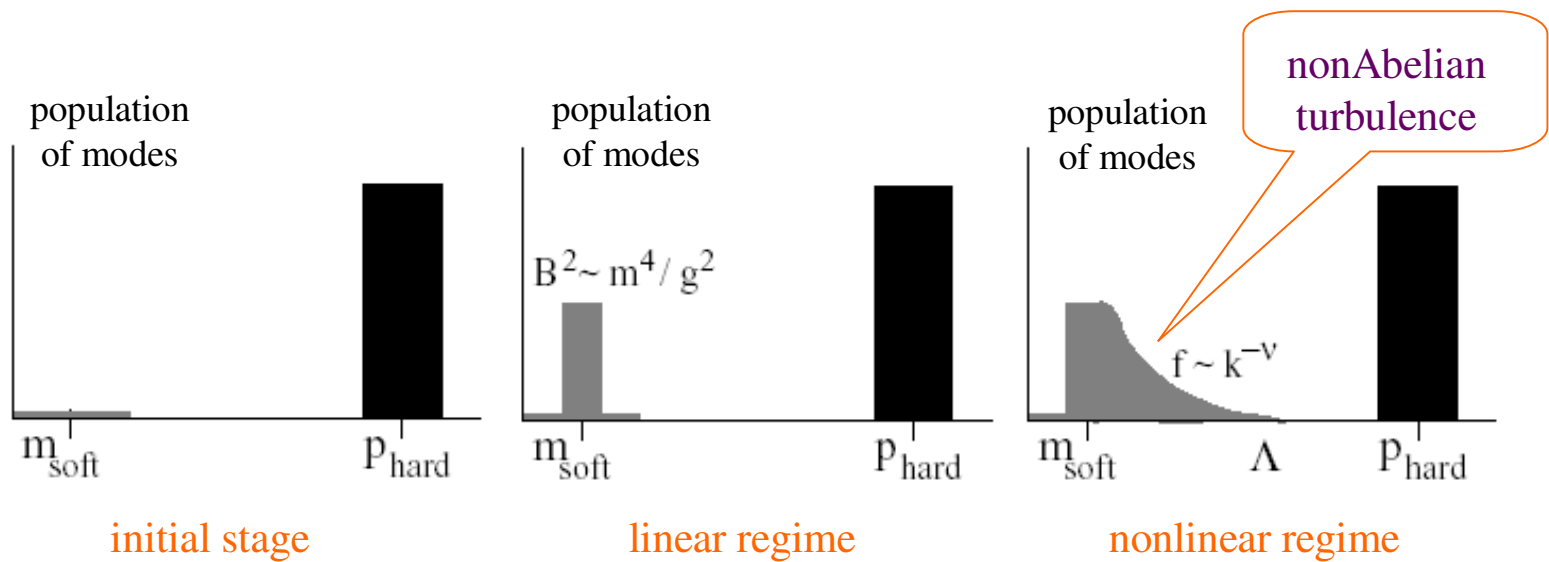 population
of modes
m_soft
p_hard
initial stage
population
of modes
B² ~ m⁴ / g²
m_soft
p_hard
linear regime
population
of modes
nonAbelian
turbulence
f ~ k^−ν
m_soft
Λ
p_hard
nonlinear regime